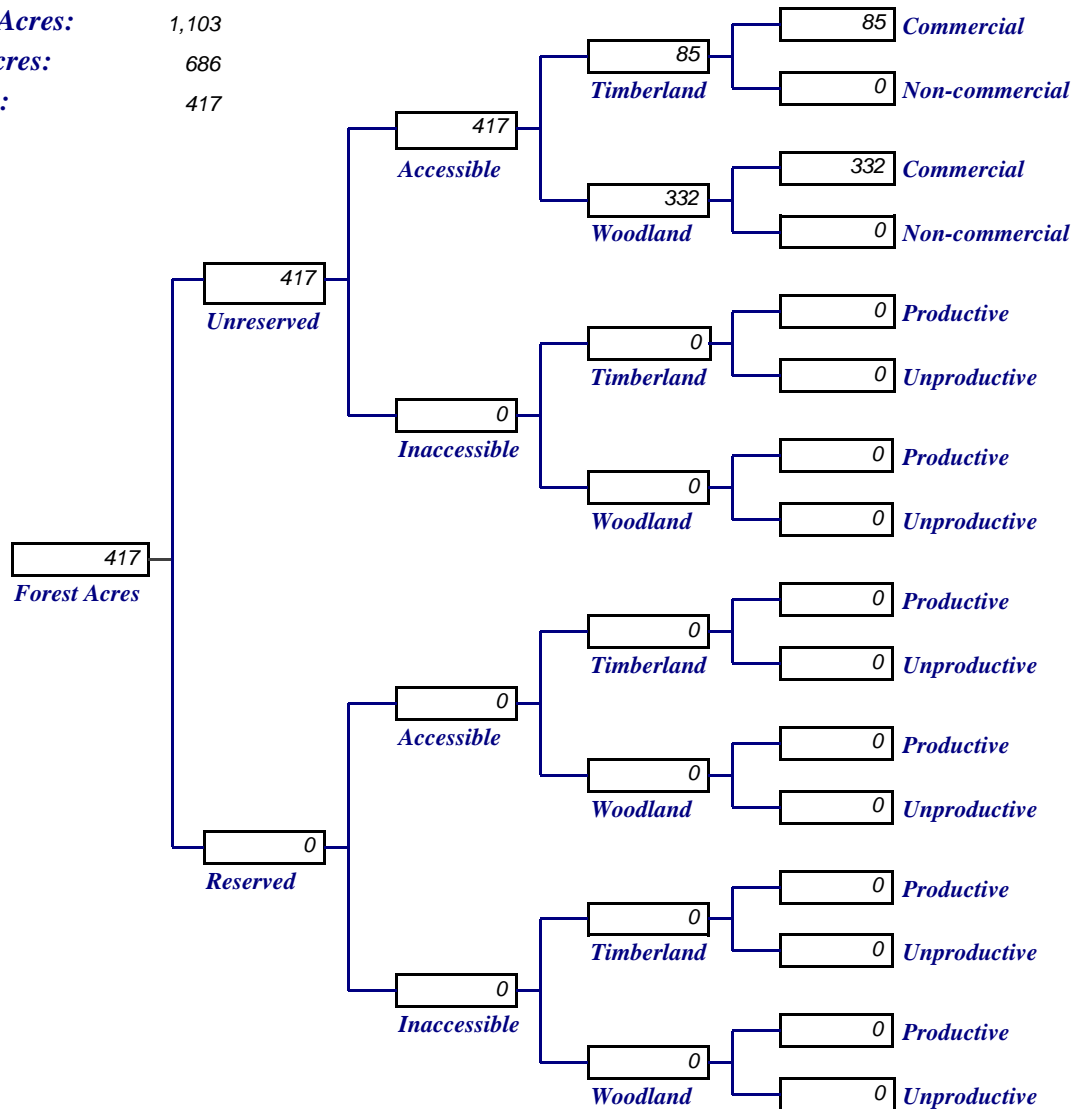 Acres: 1,103
cres: 686
: 417
85 Commercial
85
Timberland
0 Non-commercial
417
Accessible
332 Commercial
332
Woodland
0 Non-commercial
417
Unreserved
0 Productive
0
Timberland
0 Unproductive
0
Inaccessible
0 Productive
0
Woodland
0 Unproductive
417
Forest Acres
0 Productive
0
Timberland
0 Unproductive
0
Accessible
0 Productive
0
Woodland
0 Unproductive
0
Reserved
0 Productive
0
Timberland
0 Unproductive
0
Inaccessible
0 Productive
0
Woodland
0 Unproductive